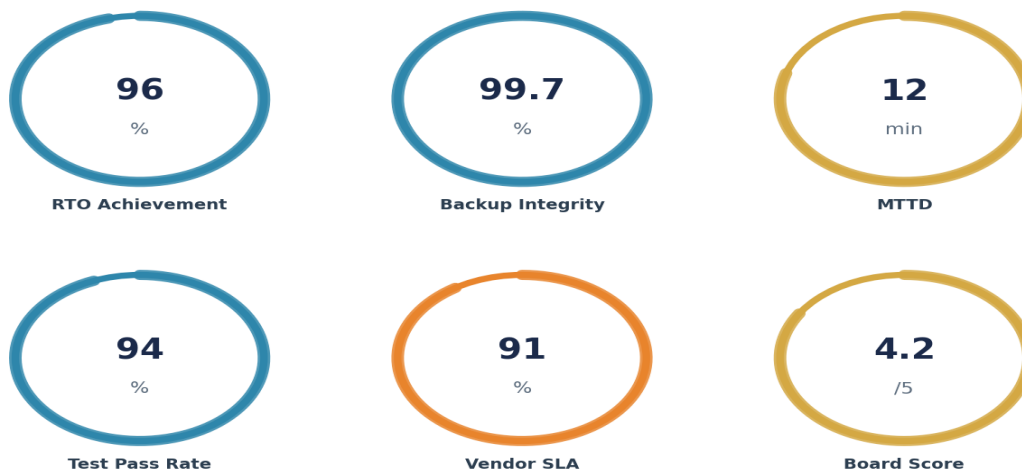 96
%
RTO Achievement
99.7
%
Backup Integrity
12
min
MTTD
94
%
Test Pass Rate
91
%
Vendor SLA
4.2
/5
Board Score